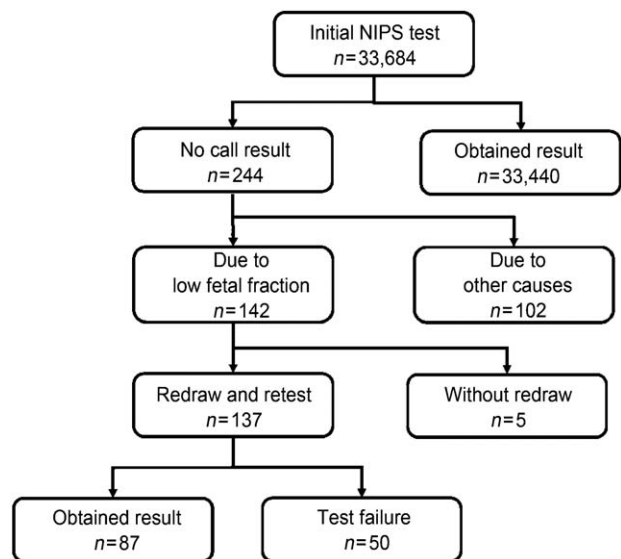 Initial NIPS test
n=33,684
No call result
n=244
Obtained result
n=33,440
Due to
low fetal fraction
n=142
Due to
other causes
n=102
Redraw and retest
n=137
Without redraw
n=5
Obtained result
n=87
Test failure
n=50